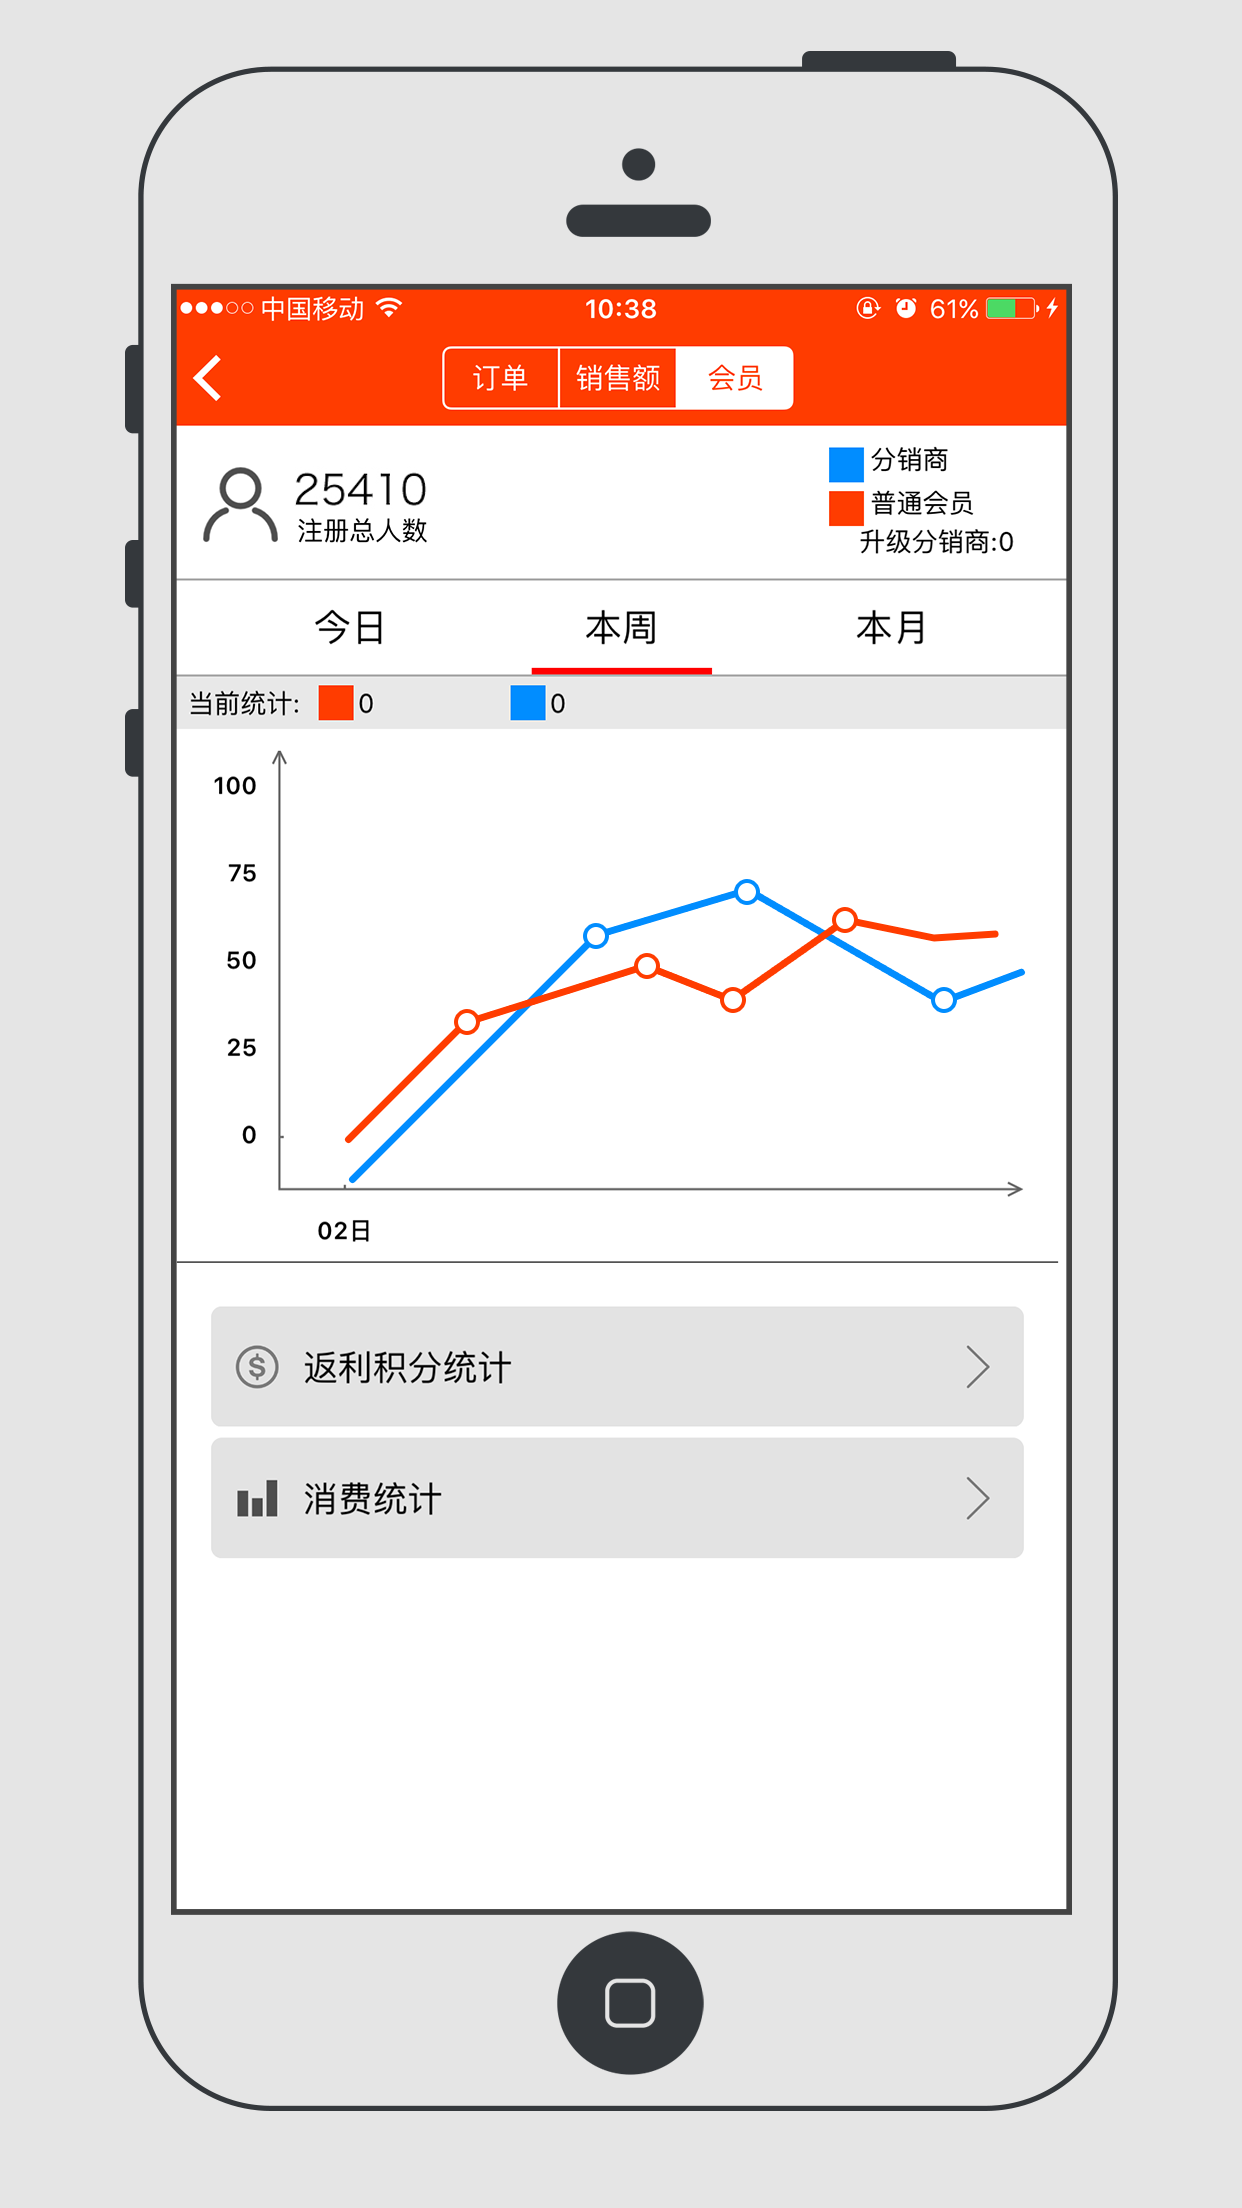 中国移动 10:38 61%
订单 销售额 会员
分销商
25410
普通会员
注册总人数
升级分销商:0
今日 本周 本月
当前统计: 0 0
100
75
50
25
0
02日
返利积分统计
消费统计